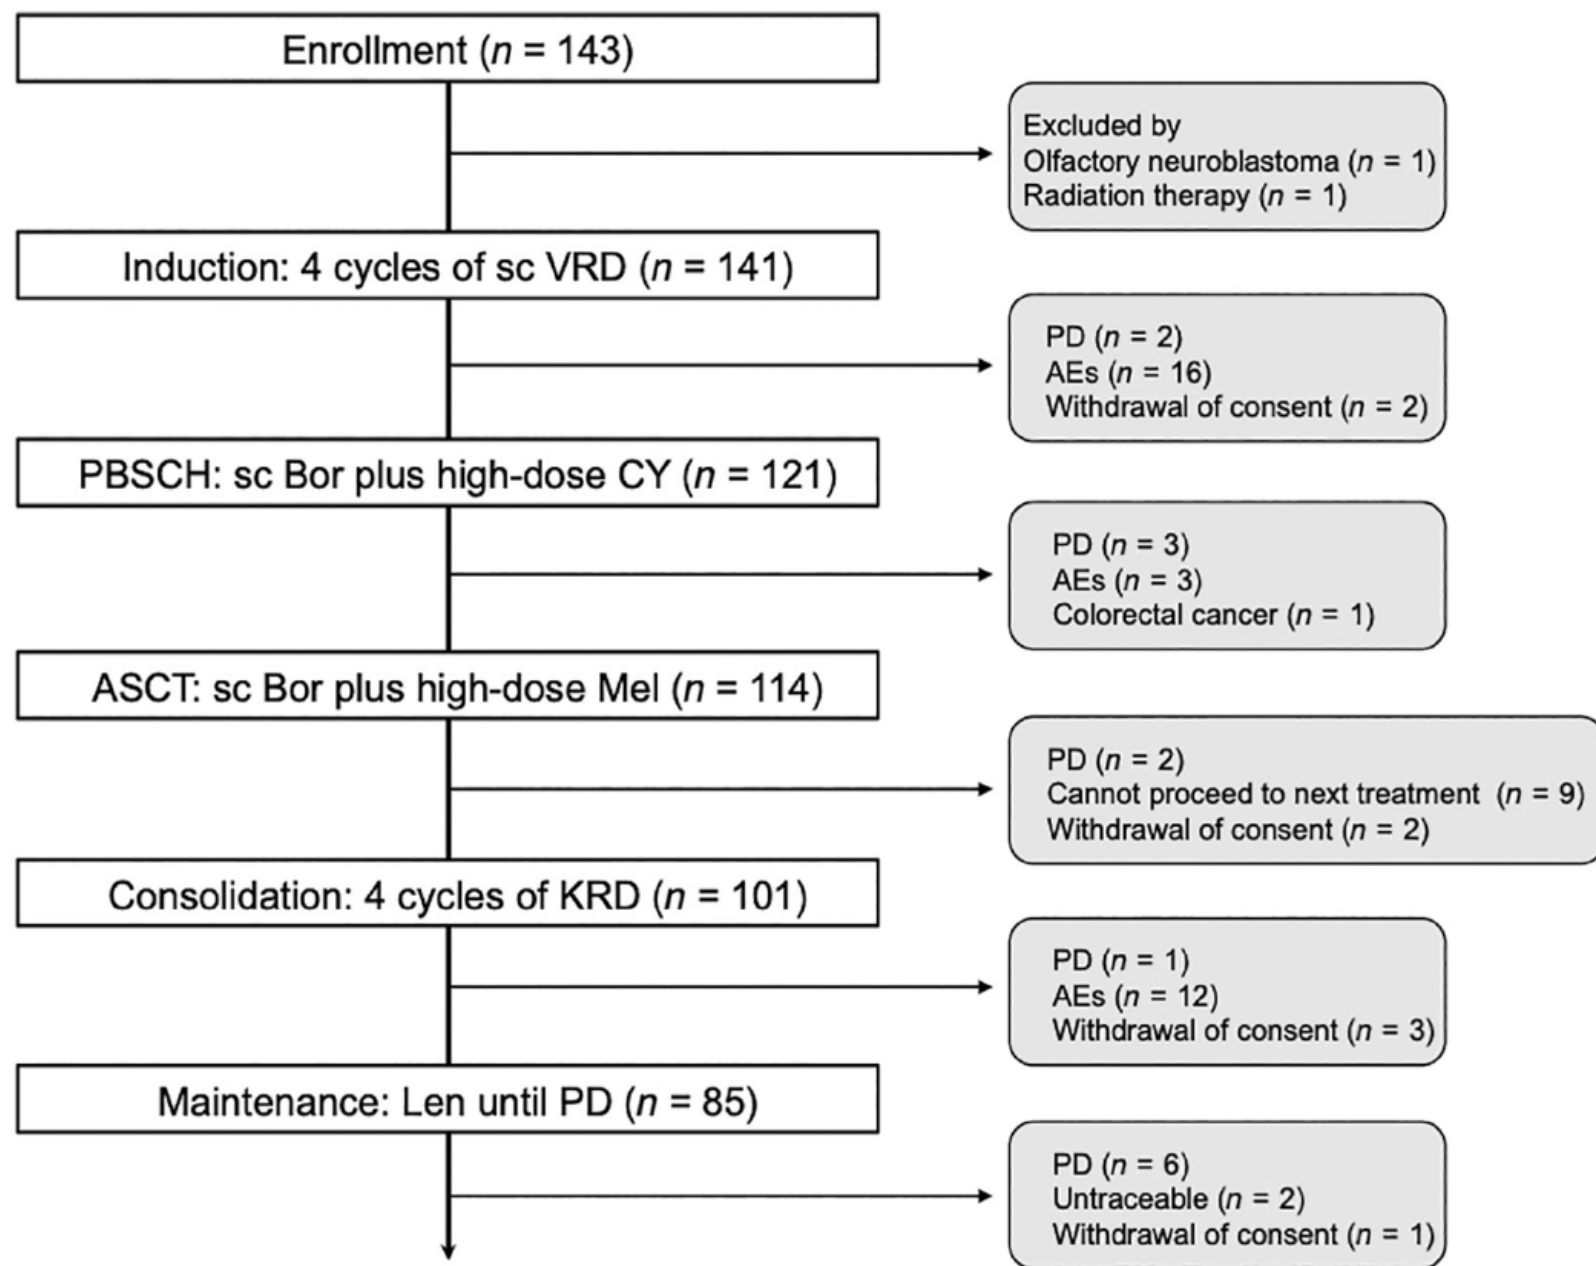 Enrollment (n = 143)
Excluded by
Olfactory neuroblastoma (n = 1)
Radiation therapy (n = 1)
Induction: 4 cycles of sc VRD (n = 141)
PD (n = 2)
AEs (n = 16)
Withdrawal of consent (n = 2)
PBSCH: sc Bor plus high-dose CY (n = 121)
PD (n = 3)
AEs (n = 3)
Colorectal cancer (n = 1)
ASCT: sc Bor plus high-dose Mel (n = 114)
PD (n = 2)
Cannot proceed to next treatment (n = 9)
Withdrawal of consent (n = 2)
Consolidation: 4 cycles of KRD (n = 101)
PD (n = 1)
AEs (n = 12)
Withdrawal of consent (n = 3)
Maintenance: Len until PD (n = 85)
PD (n = 6)
Untraceable (n = 2)
Withdrawal of consent (n = 1)